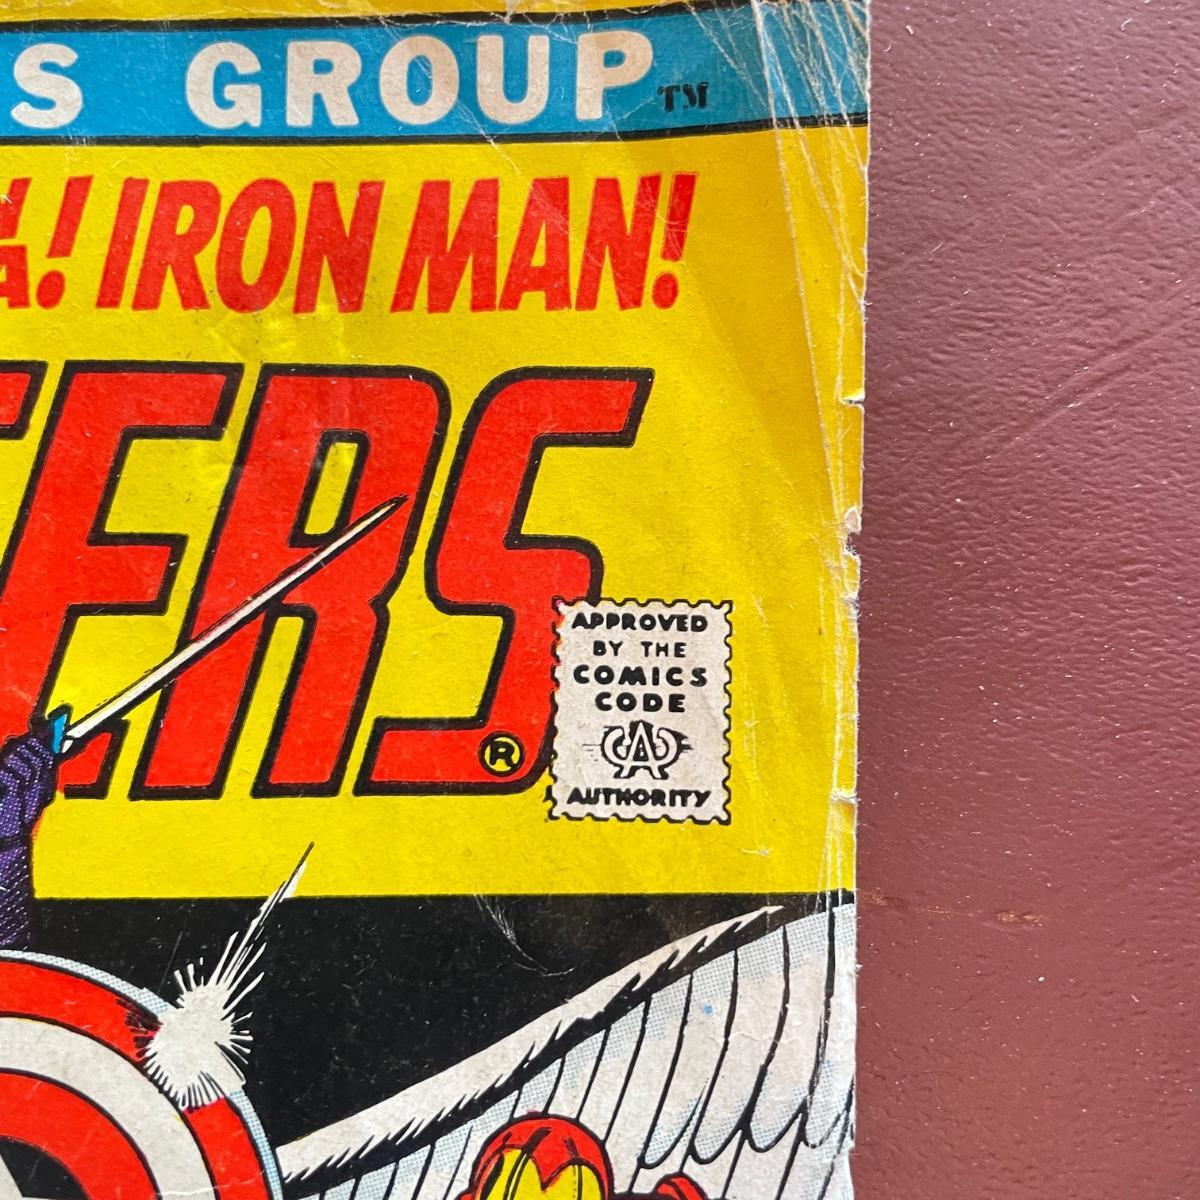 S GROUP TM
A! IRON MAN!
ERS ®
APPROVED
BY THE
COMICS
CODE
CA
AUTHORITY